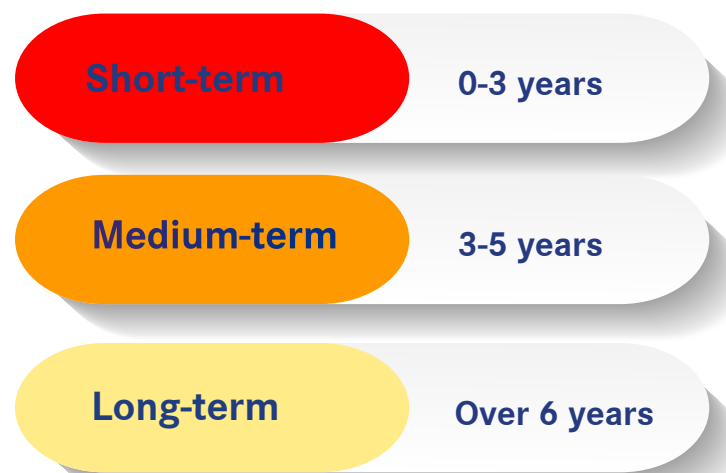 Short-term
0-3 years
Medium-term
3-5 years
Long-term
Over 6 years